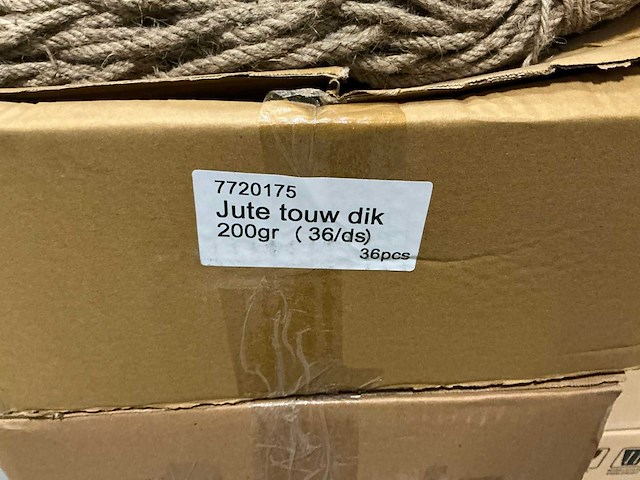 7720175
Jute touw dik
200gr ( 36/ds)
36pcs